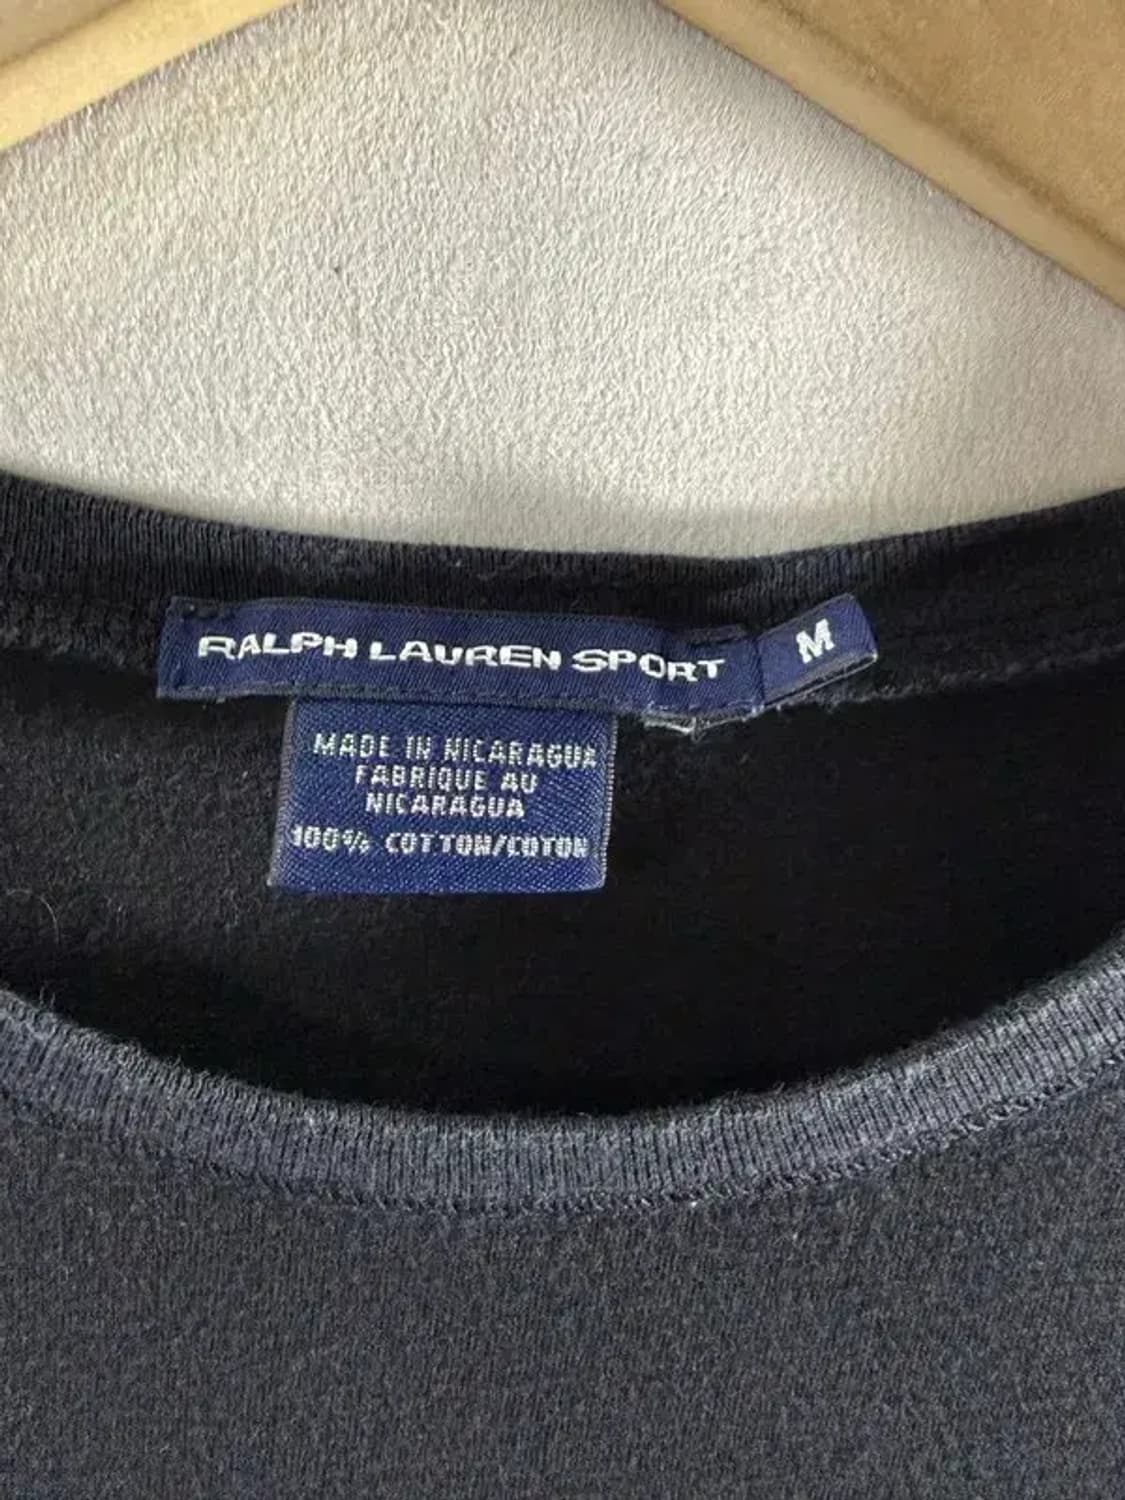 RALPH LAUREN SPORT M
MADE IN NICARAGUA
FABRIQUE AU
NICARAGUA
100% COTTON/COTON